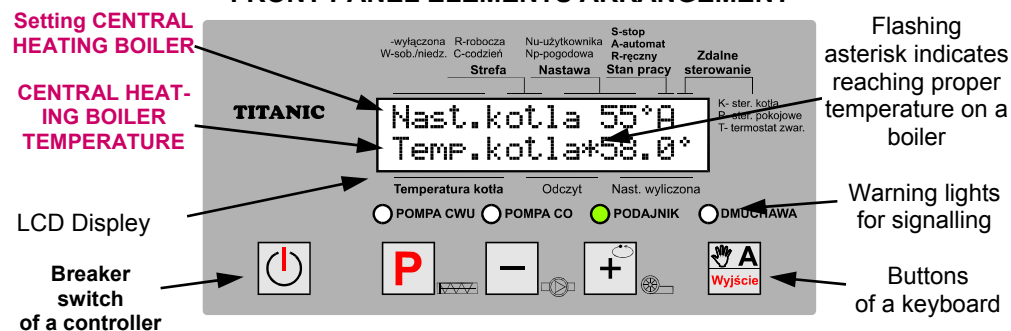 FRONT PANEL ELEMENTS ARRANGEMENT
Setting CENTRAL
HEATING BOILER
CENTRAL HEAT-
ING BOILER
TEMPERATURE
LCD Displey
Breaker
switch
of a controller
-wyłączona R-robocza
W-sob./niedz. C-codzień
Strefa
Nu-użytkownika
Np-pogodowa
Nastawa
S-stop
A-automat
R-ręczny
Stan pracy
Zdalne
sterowanie
TITANIC
Nast.kotla 55°A
Temp.kotla*58.0°
K- ster. kotła
R- ster. pokojowe
T- termostat zwar.
Temperatura kotła
Odczyt
Nast. wyliczona
POMPA CWU
POMPA CO
PODAJNIK
DMUCHAWA
P
−
+
A
Wyjście
Flashing
asterisk indicates
reaching proper
temperature on a
boiler
Warning lights
for signalling
Buttons
of a keyboard